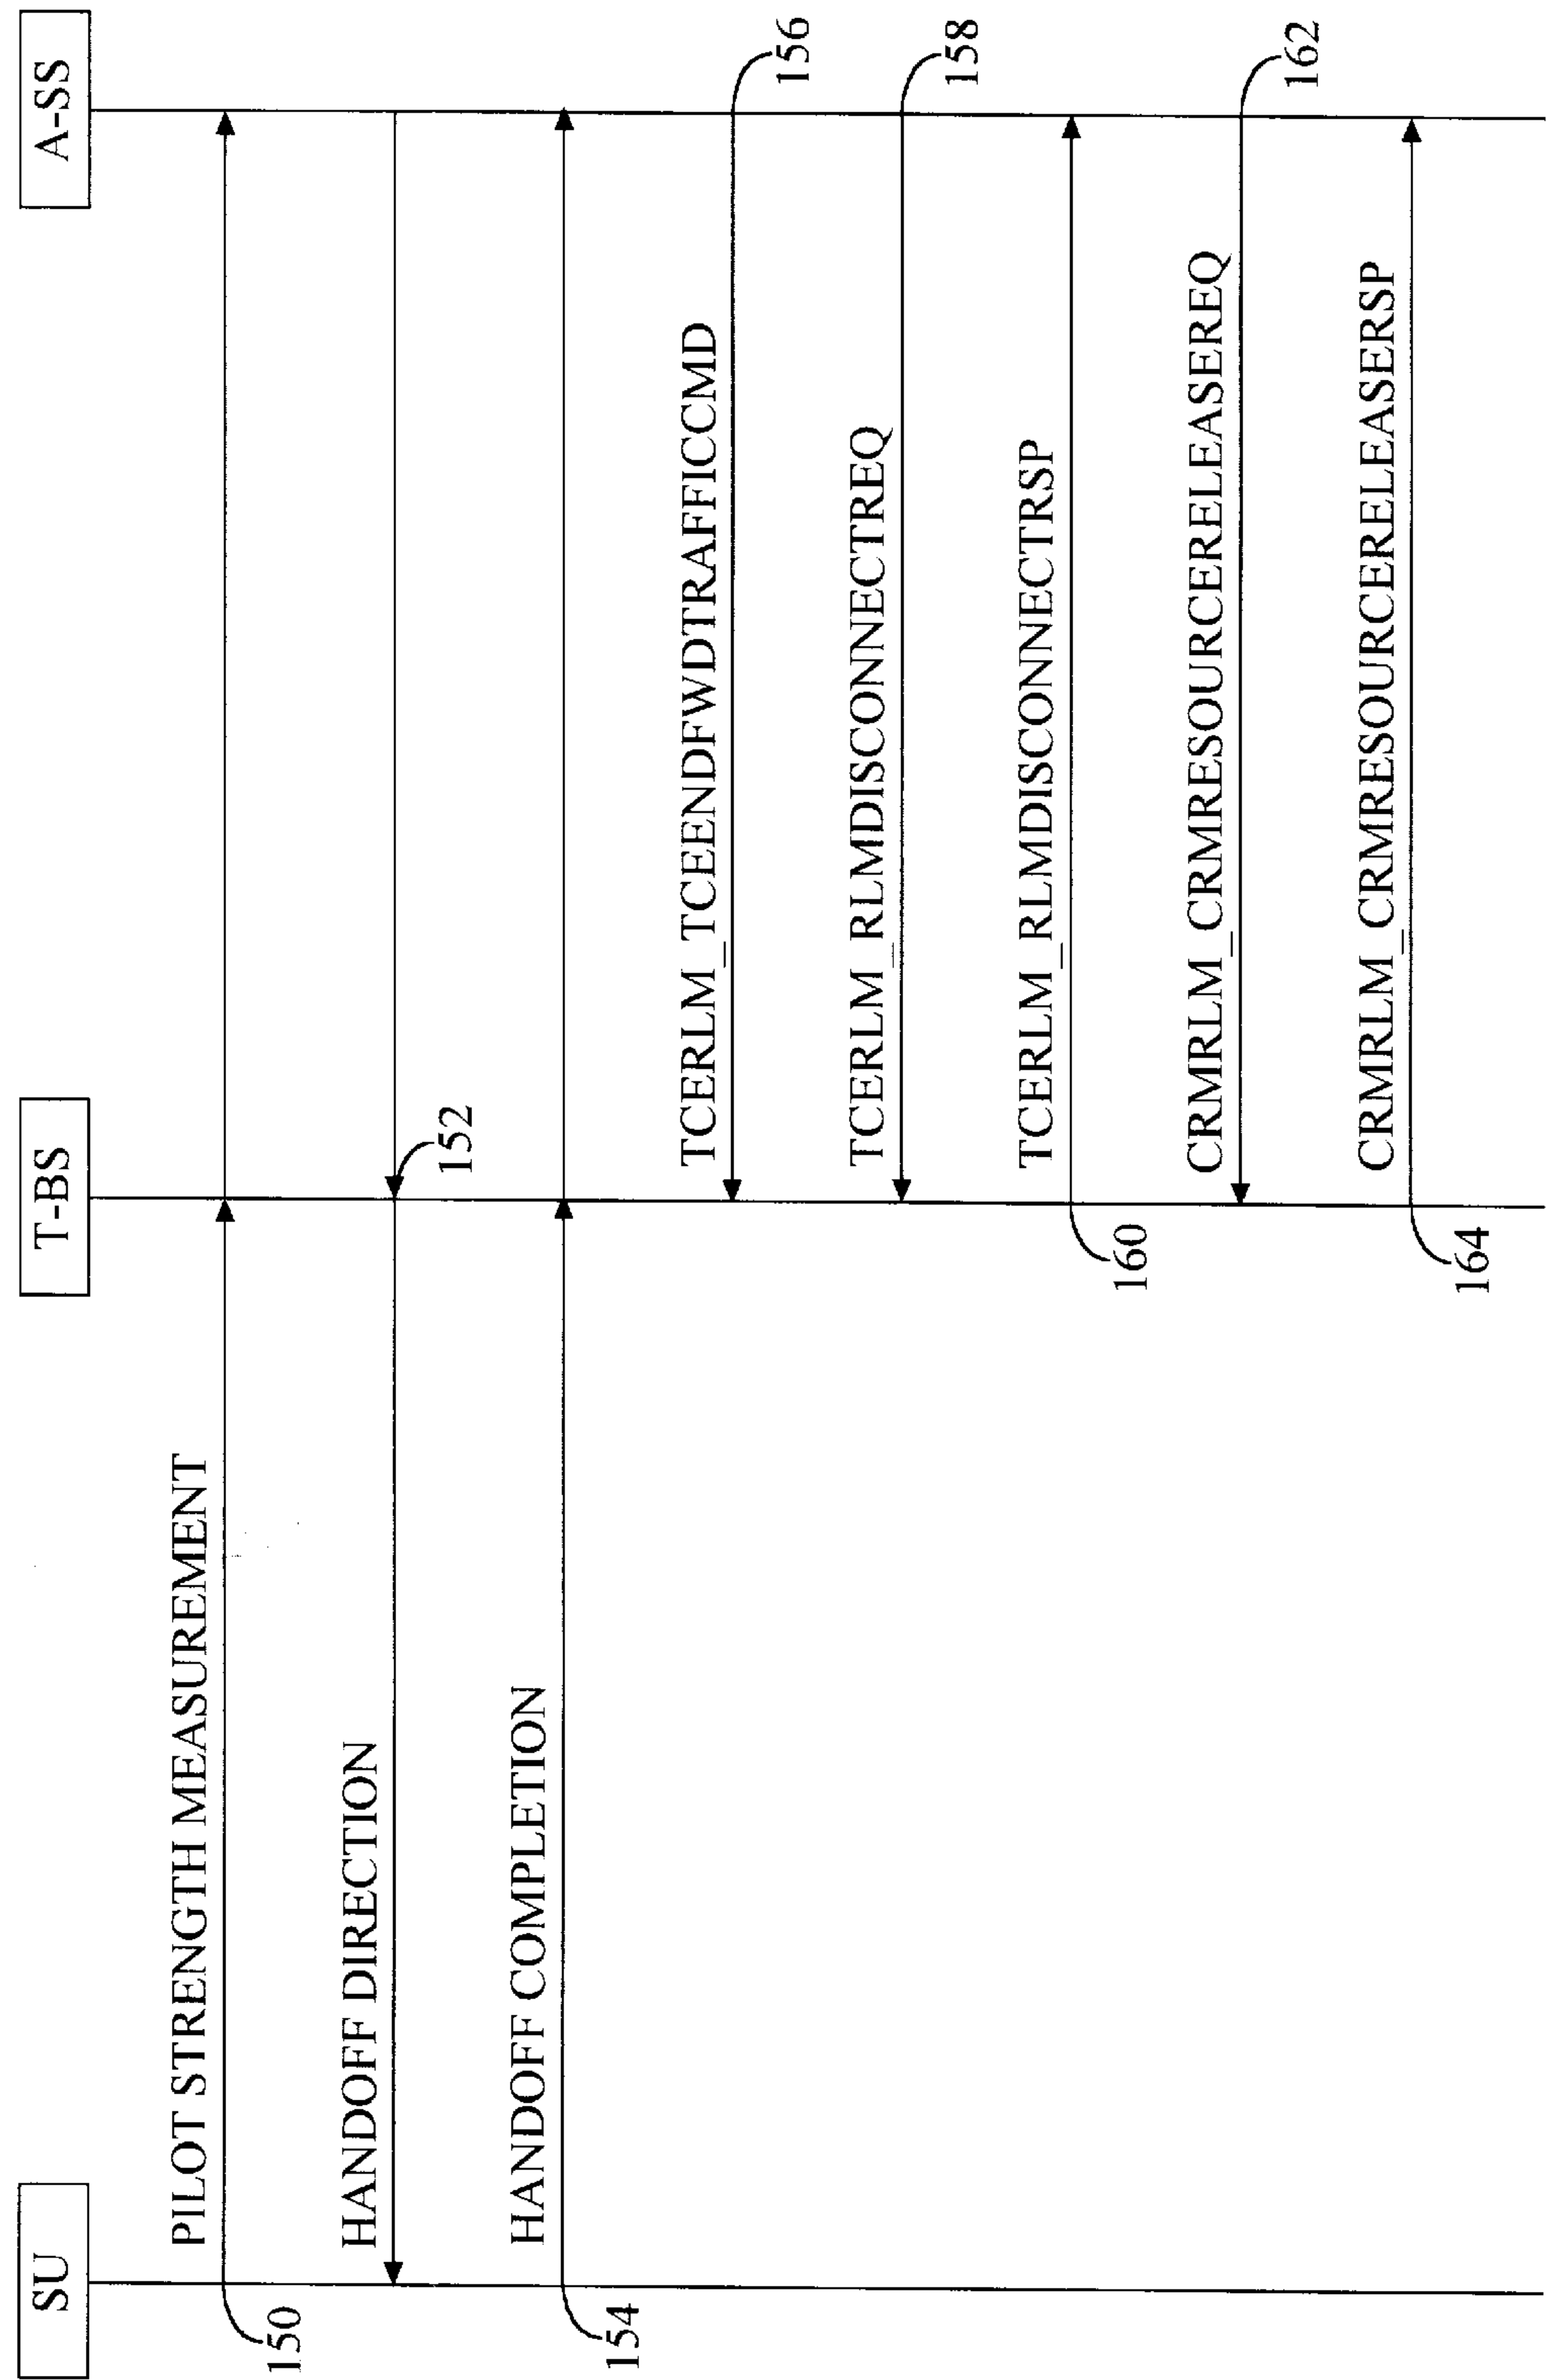 SU
T-BS
A-SS
PILOT STRENGTH MEASUREMENT
150
HANDOFF DIRECTION
152
HANDOFF COMPLETION
154
TCERLM_TCEENDFWDTRAFFICCMD
156
TCERLM_RLMDISCONNECTREQ
158
TCERLM_RLMDISCONNECTRSP
160
CRMRLM_CRMRESOURCERELEASEREQ
162
CRMRLM_CRMRESOURCERELEASERSP
164